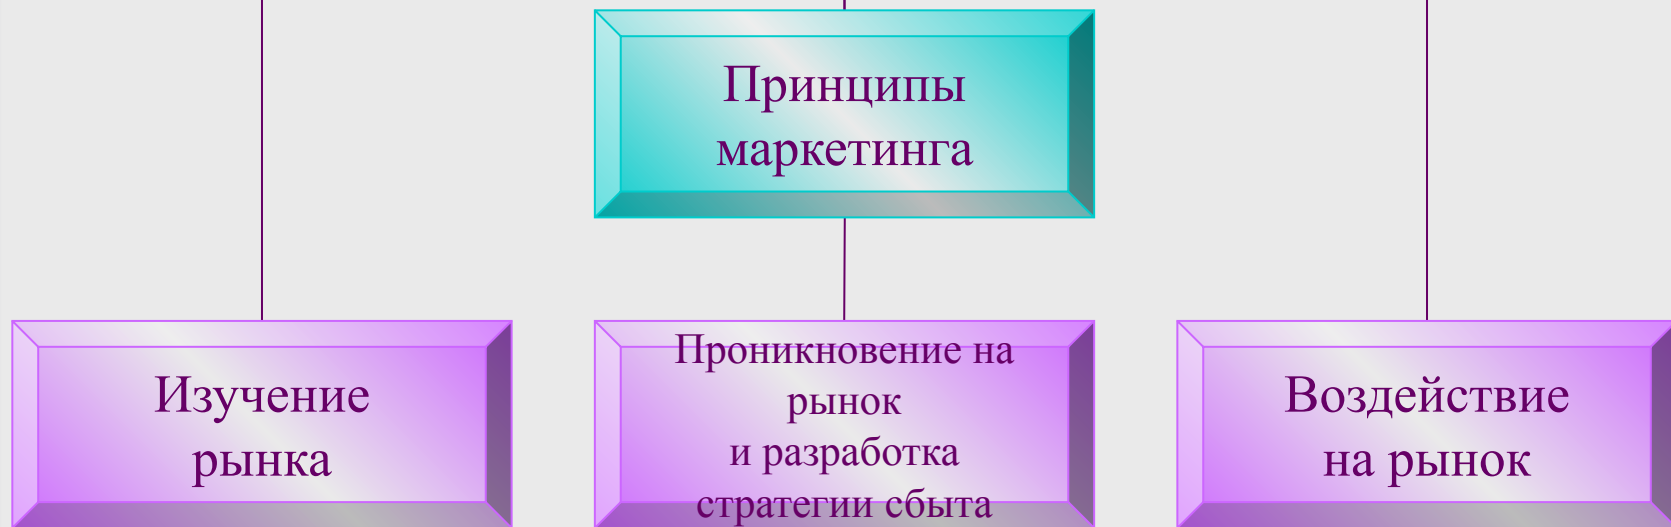 Принципы
маркетинга
Изучение
рынка
Проникновение на
рынок
и разработка
стратегии сбыта
Воздействие
на рынок